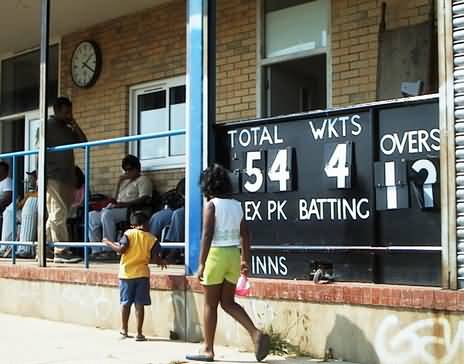 TOTAL WKTS OVERS
54 4 12
EX PK BATTING
INNS